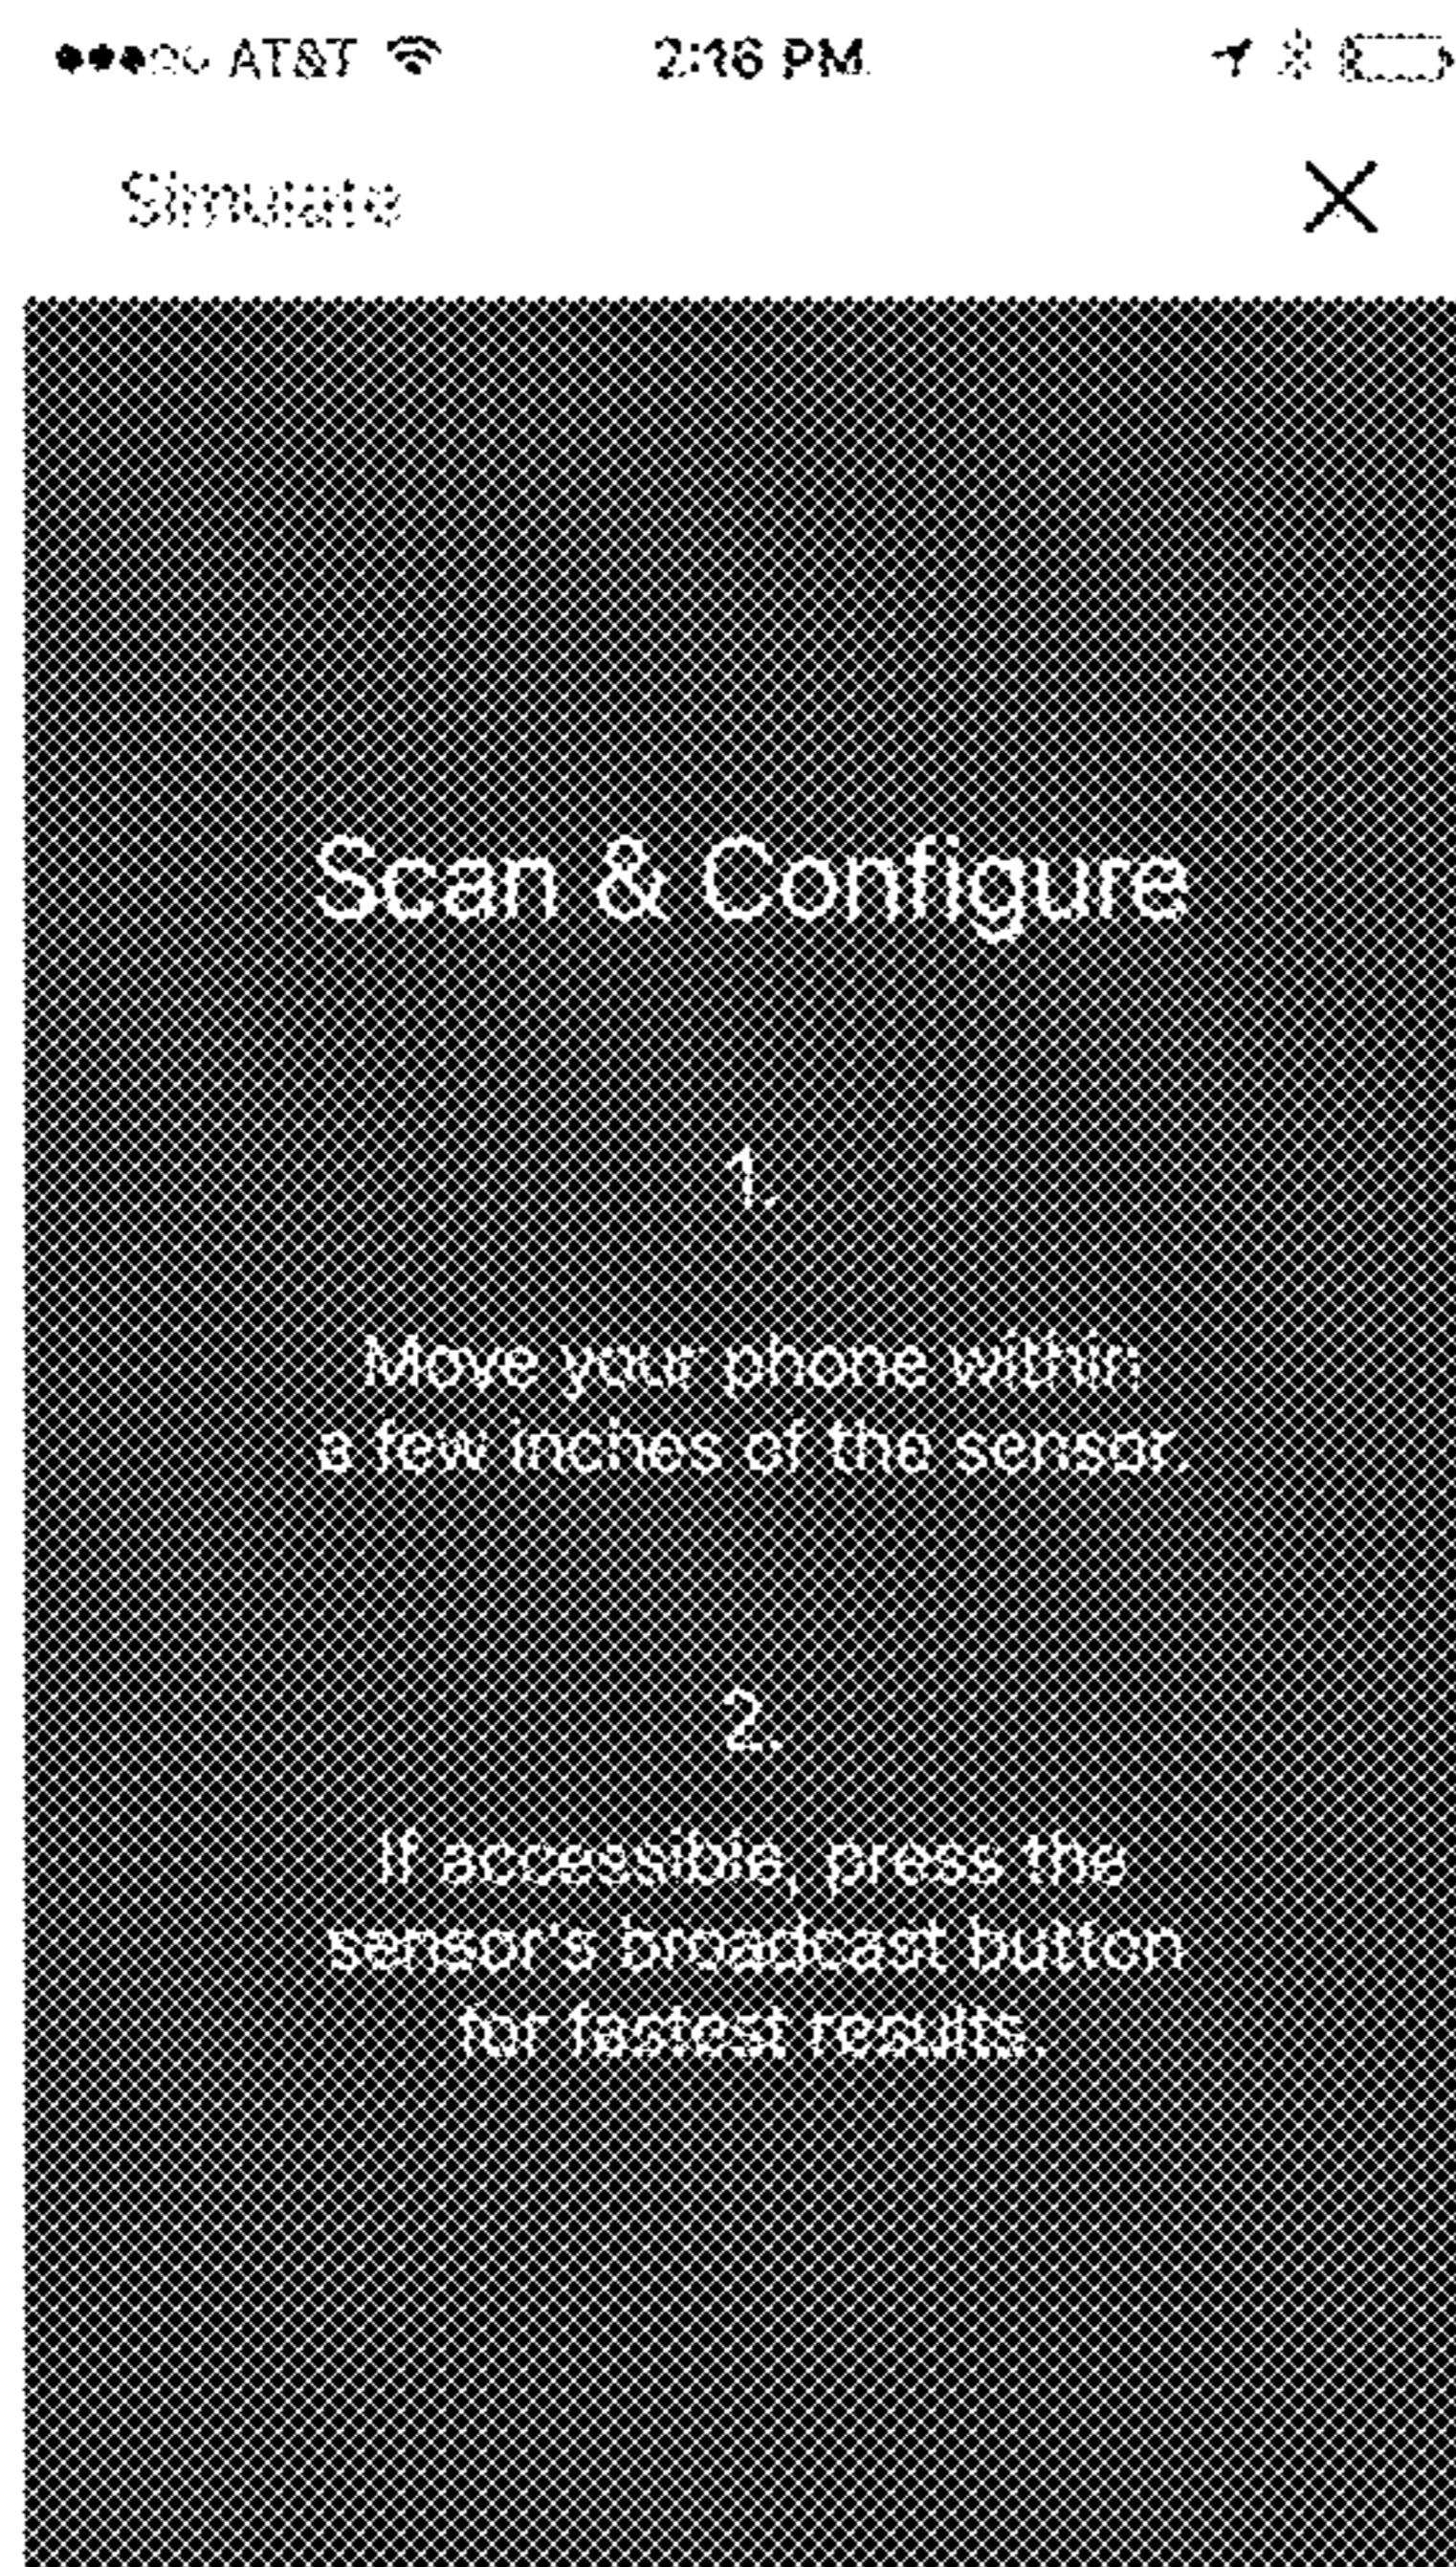 AT&T 2:16 PM
Simulate
Scan & Configure
1.
Move your phone within
a few inches of the sensor.
2.
If accessible, press the
sensor's broadcast button
for fastest results.